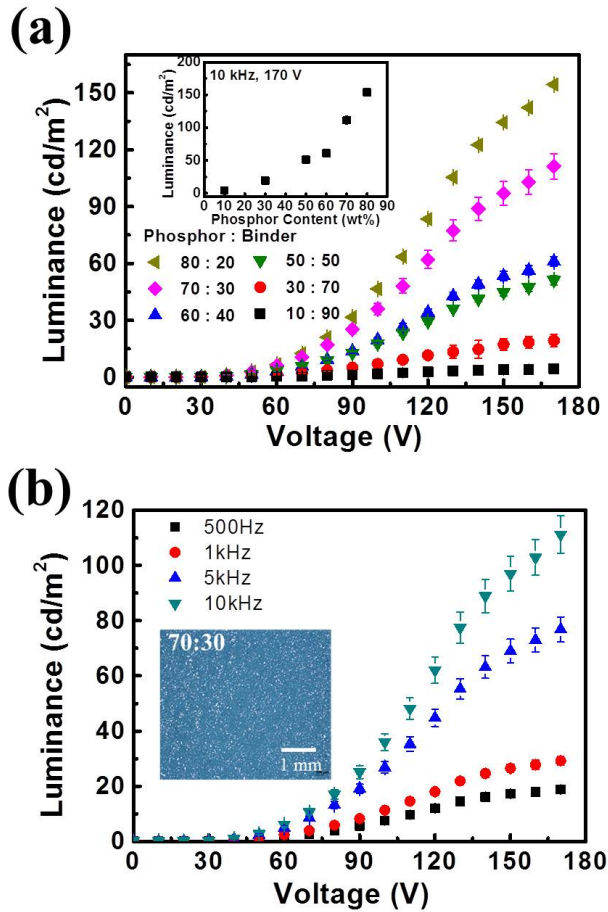 (a)
Luminance (cd/m²)
150
120
90
60
30
0
Luminance (cd/m²)
200
150
100
50
0
10 kHz, 170 V
0 10 20 30 40 50 60 70 80 90
Phosphor Content (wt%)
Phosphor : Binder
80 : 20
50 : 50
70 : 30
30 : 70
60 : 40
10 : 90
0 30 60 90 120 150 180
Voltage (V)
(b)
Luminance (cd/m²)
120
100
80
60
40
20
0
500Hz
1kHz
5kHz
10kHz
70:30
1 mm
0 30 60 90 120 150 180
Voltage (V)